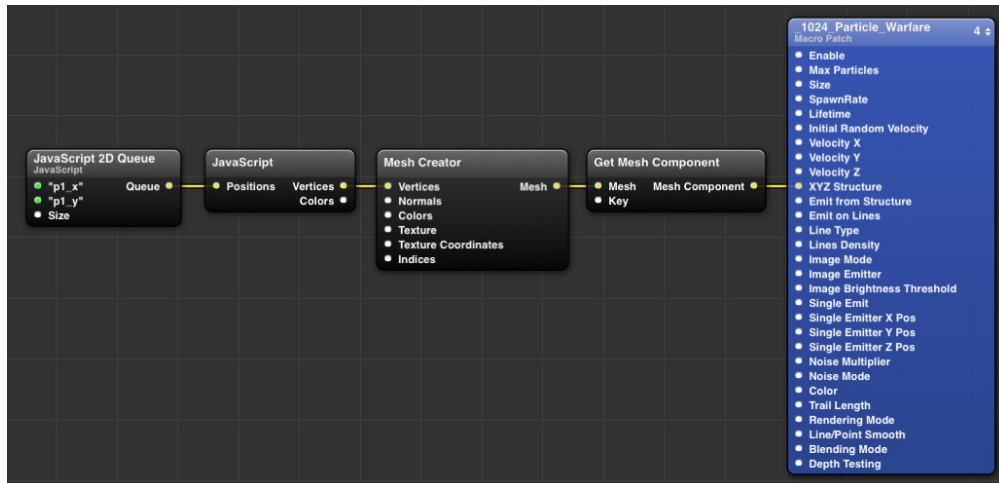 _1024_Particle_Warfare 4
Macro Patch
Enable
Max Particles
Size
SpawnRate
Lifetime
Initial Random Velocity
Velocity X
Velocity Y
Velocity Z
XYZ Structure
Emit from Structure
Emit on Lines
Line Type
Lines Density
Image Mode
Image Emitter
Image Brightness Threshold
Single Emit
Single Emitter X Pos
Single Emitter Y Pos
Single Emitter Z Pos
Noise Multiplier
Noise Mode
Color
Trail Length
Rendering Mode
Line/Point Smooth
Blending Mode
Depth Testing
JavaScript 2D Queue
JavaScript
"p1_x" Queue
"p1_y"
Size
JavaScript
Positions Vertices
Colors
Mesh Creator
Vertices Mesh
Normals
Colors
Texture
Texture Coordinates
Indices
Get Mesh Component
Mesh Mesh Component
Key